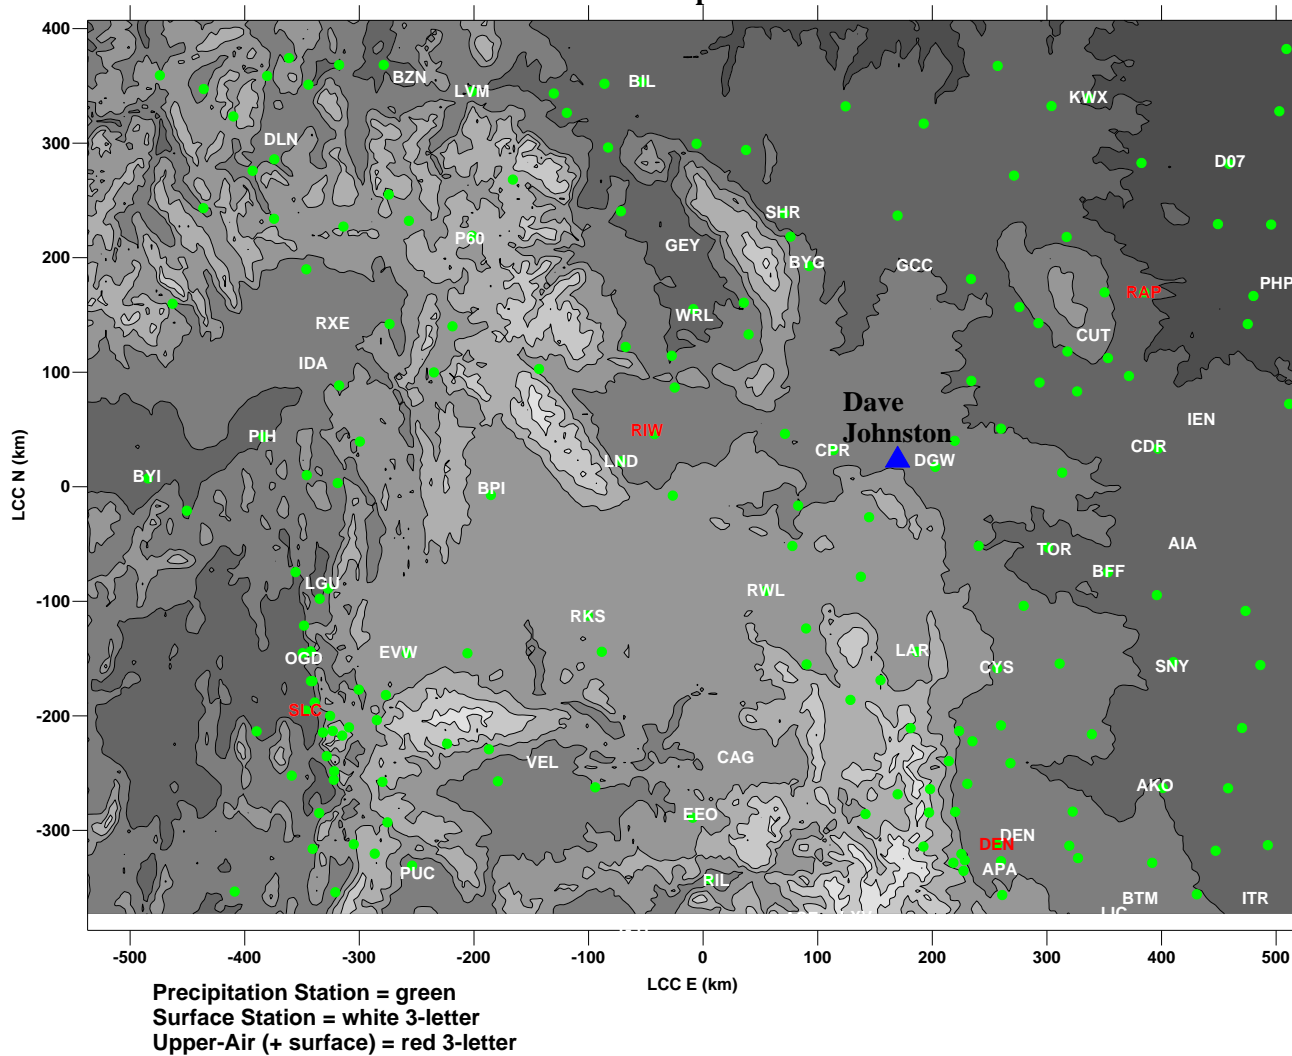 400
BZN
BIL
LVM
KWX
300
DLN
D07
SHR
P60
GEY
200
BYG
GCC
PHP
RAP
WRL
RXE
CUT
IDA
100
Dave
Johnston
IEN
PIH
RIW
CPR
CDR
LND
DGW
BYI
BPI
0
LCC N (km)
TOR
AIA
BFF
LGU
RWL
-100
RKS
OGD
EVW
LAR
CYS
SNY
SLC
-200
VEL
CAG
AKO
EEO
-300
DEN
DEN
PUC
RIL
APA
BTM
ITR
-500
-400
-300
-200
-100
0
100
200
300
400
500
LCC E (km)
Precipitation Station = green
Surface Station = white 3-letter
Upper-Air (+ surface) = red 3-letter